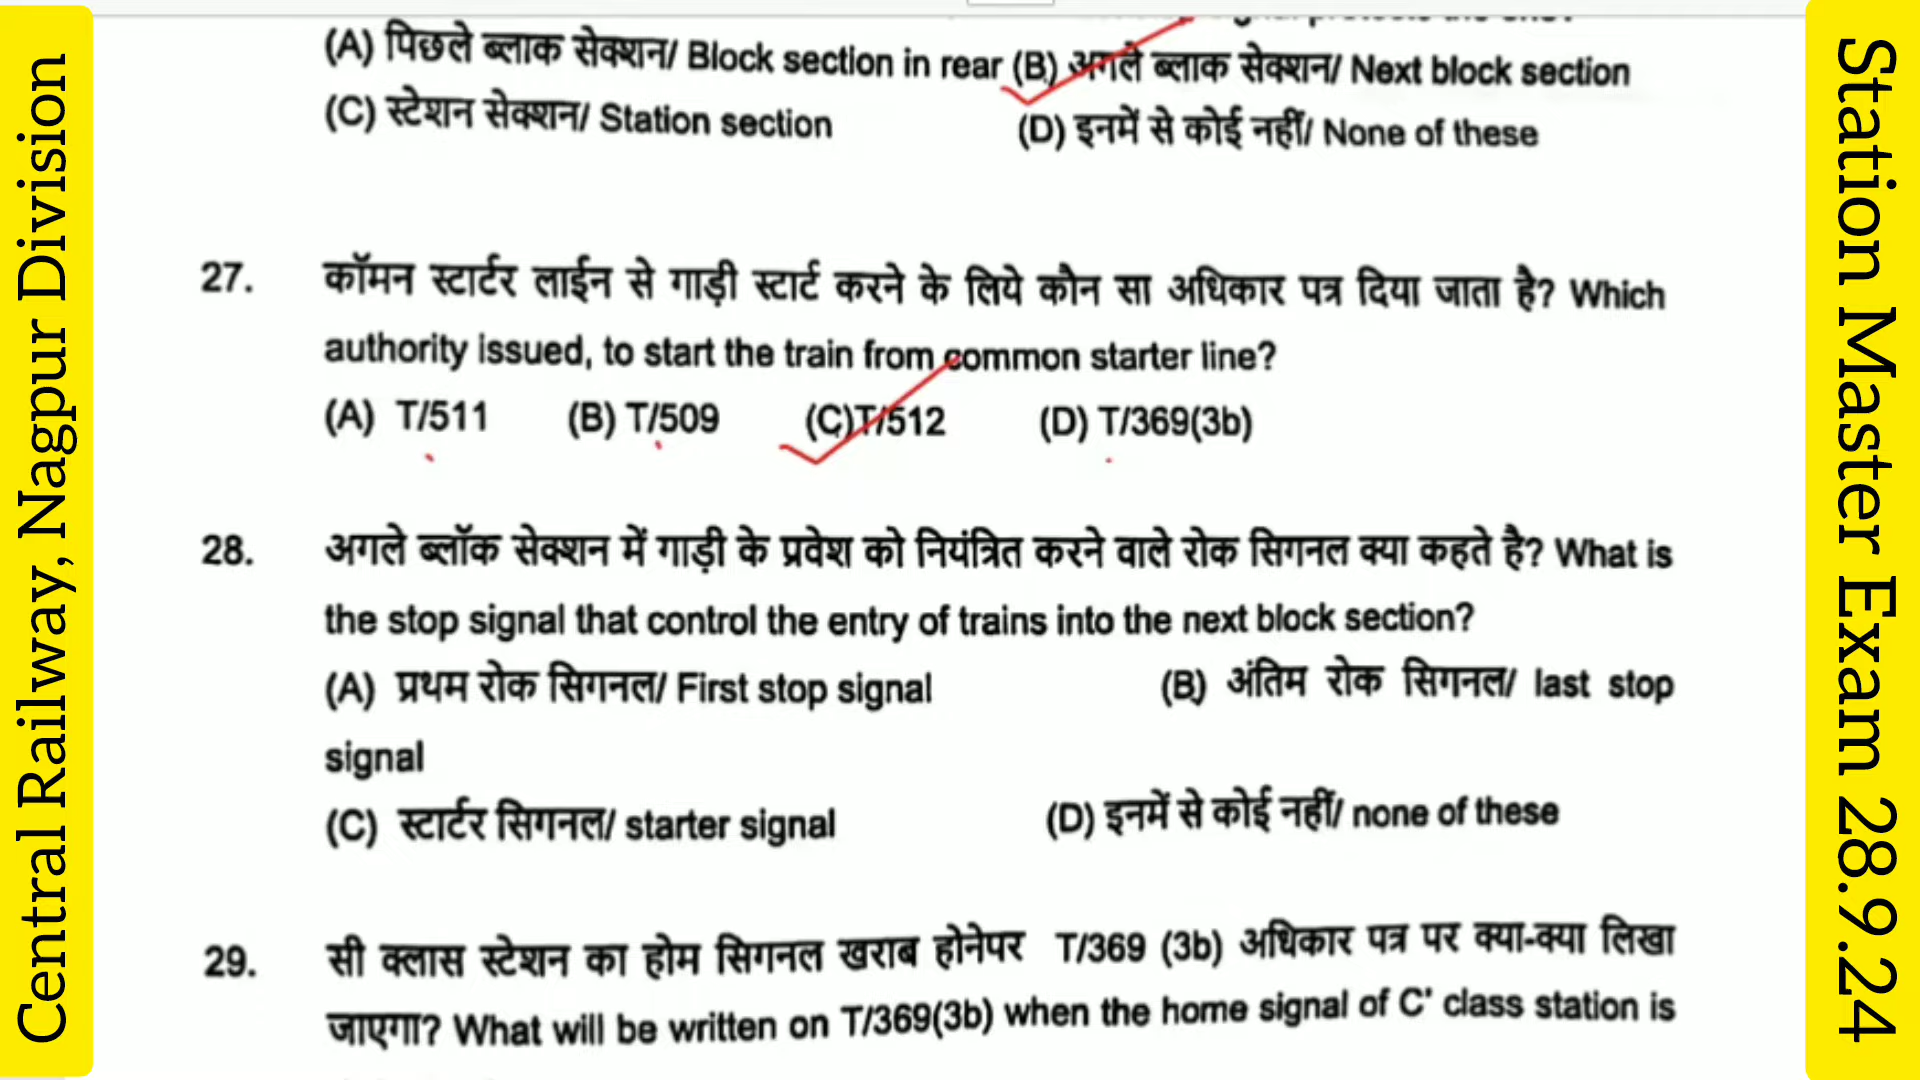 Central Railway, Nagpur Division
(A) पिछले ब्लाक सेक्शन/ Block section in rear (B) अगले ब्लाक सेक्शन/ Next block section
(C) स्टेशन सेक्शन/ Station section (D) इनमें से कोई नहीं/ None of these
27. कॉमन स्टार्टर लाईन से गाड़ी स्टार्ट करने के लिये कौन सा अधिकार पत्र दिया जाता है? Which
authority issued, to start the train from common starter line?
(A) T/511 (B) T/509 (C)T/512 (D) T/369(3b)
28. अगले ब्लॉक सेक्शन में गाड़ी के प्रवेश को नियंत्रित करने वाले रोक सिगनल क्या कहते है? What is
the stop signal that control the entry of trains into the next block section?
(A) प्रथम रोक सिगनल/ First stop signal (B) अंतिम रोक सिगनल/ last stop
signal
(C) स्टार्टर सिगनल/ starter signal (D) इनमें से कोई नहीं/ none of these
29. सी क्लास स्टेशन का होम सिगनल खराब होनेपर T/369 (3b) अधिकार पत्र पर क्या-क्या लिखा
जाएगा? What will be written on T/369(3b) when the home signal of C' class station is
Station Master Exam 28.9.24